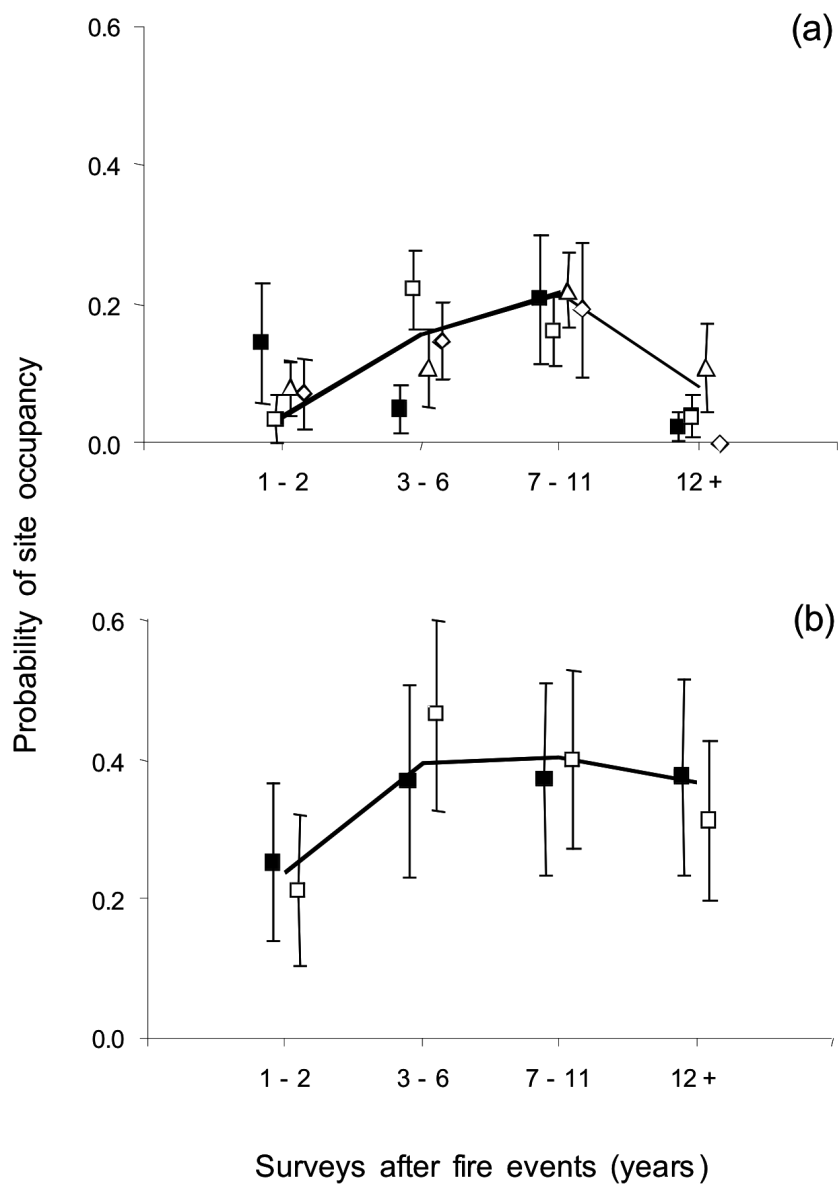 (a)
0.6
0.4
0.2
0.0
1 - 2 3 - 6 7 - 11 12 +
Probability of site occupancy
(b)
0.6
0.4
0.2
0.0
1 - 2 3 - 6 7 - 11 12 +
Surveys after fire events (years)